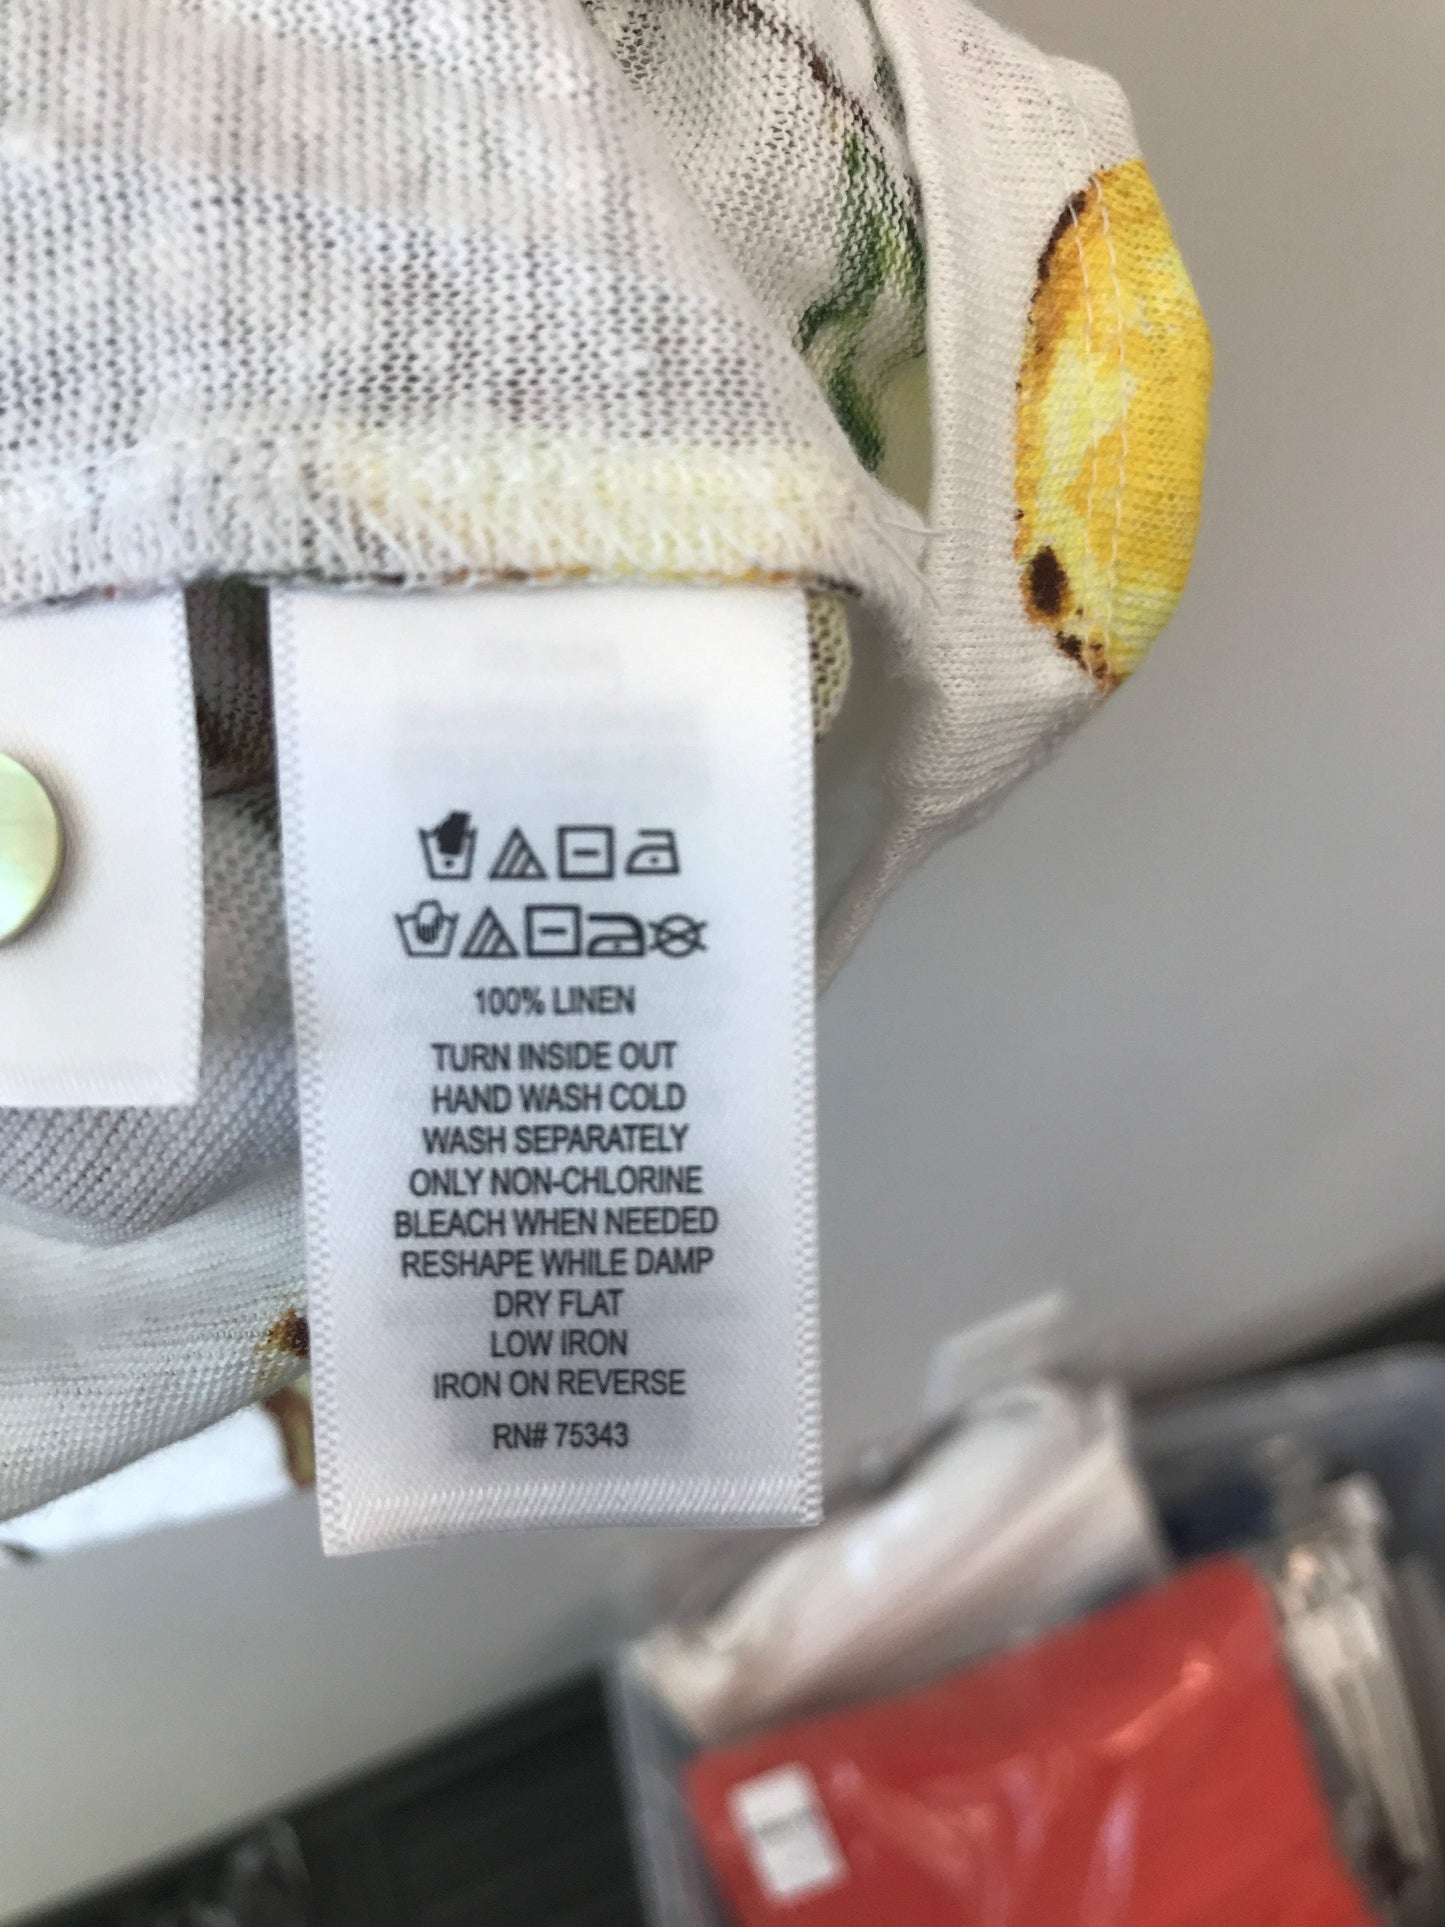 100% LINEN
TURN INSIDE OUT
HAND WASH COLD
WASH SEPARATELY
ONLY NON-CHLORINE
BLEACH WHEN NEEDED
RESHAPE WHILE DAMP
DRY FLAT
LOW IRON
IRON ON REVERSE
RN# 75343